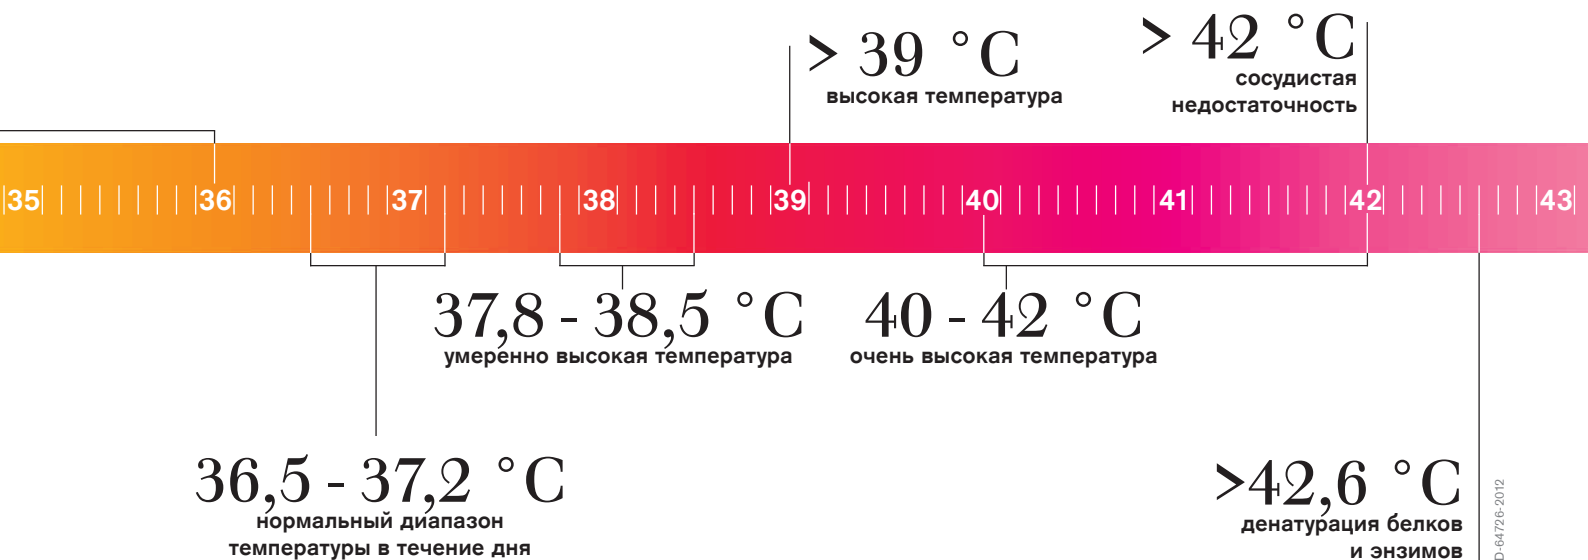 > 39 °C
высокая температура
> 42 °C
сосудистая
недостаточность
35 36 37 38 39 40 41 42 43
37,8 - 38,5 °C
умеренно высокая температура
40 - 42 °C
очень высокая температура
36,5 - 37,2 °C
нормальный диапазон
температуры в течение дня
>42,6 °C
денатурация белков
и энзимов
D-64726-2012